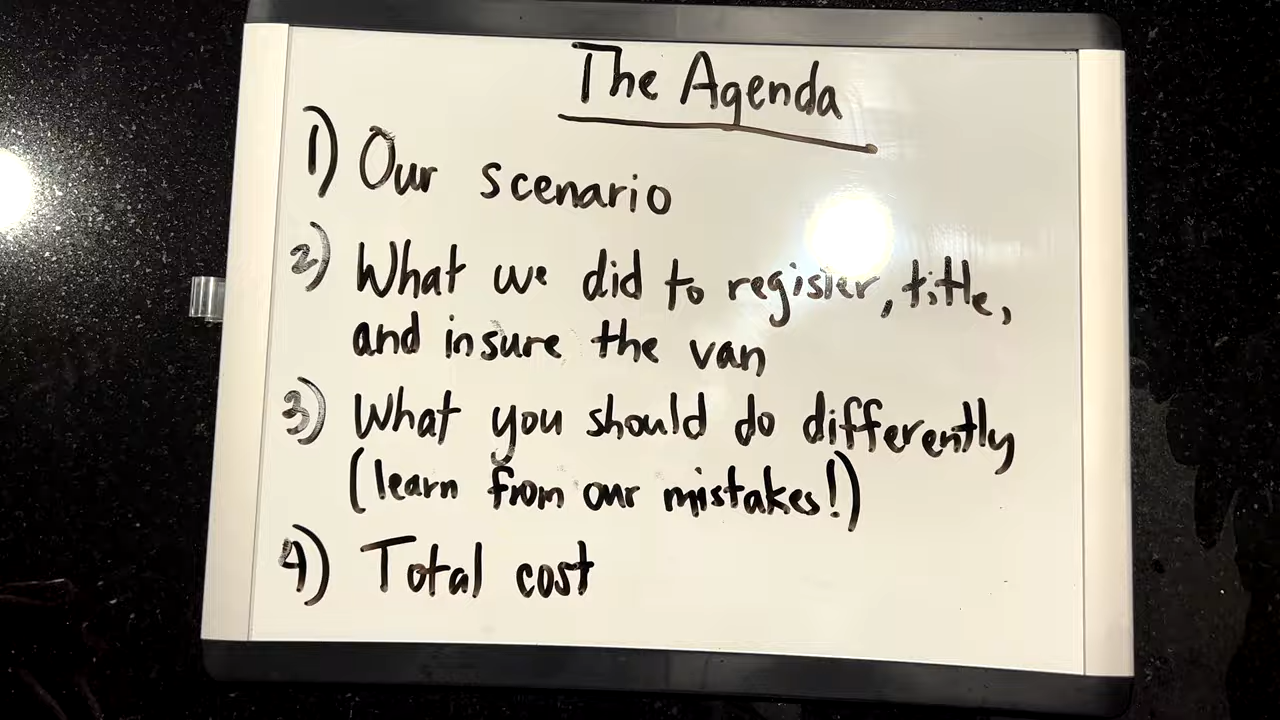 The Agenda
1) Our scenario
2) What we did to register, title,
and insure the van
3) What you should do differently
(learn from our mistakes!)
4) Total cost